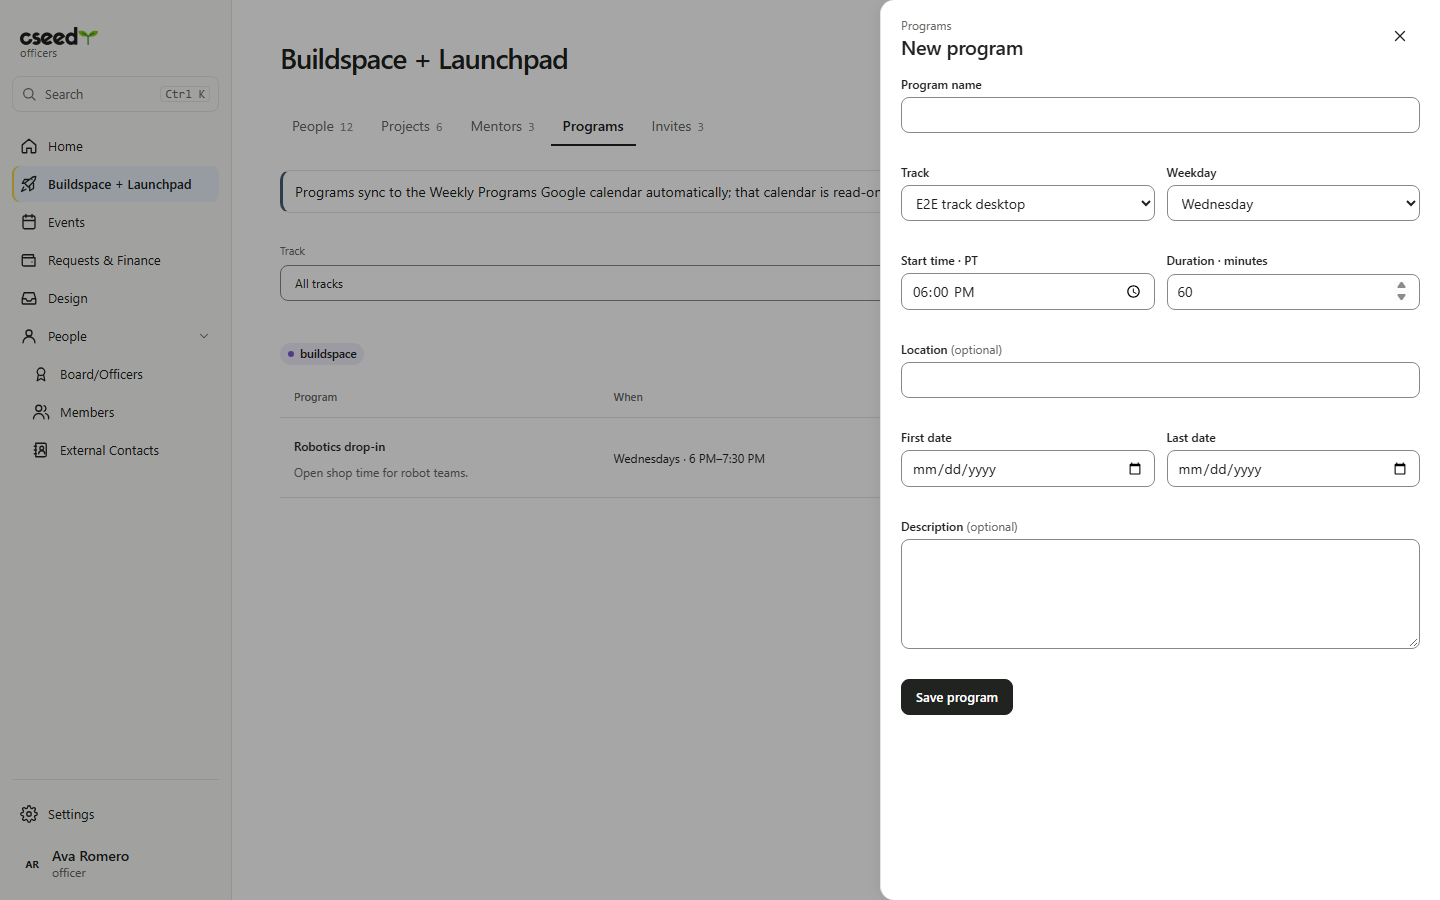 cseed
officers
Search
Ctrl K
Home
Buildspace + Launchpad
Events
Requests & Finance
Design
People
Board/Officers
Members
External Contacts
Settings
AR
Ava Romero
officer
Buildspace + Launchpad
People 12
Projects 6
Mentors 3
Programs
Invites 3
Programs sync to the Weekly Programs Google calendar automatically; that calendar is
Track
All tracks
buildspace
Program
When
Robotics drop-in
Open shop time for robot teams.
Wednesdays · 6 PM–7:30 PM
Programs
New program
Program name
Track
Weekday
E2E track desktop
Wednesday
Start time · PT
Duration · minutes
06:00 PM
60
Location (optional)
First date
Last date
mm/dd/yyyy
mm/dd/yyyy
Description (optional)
Save program